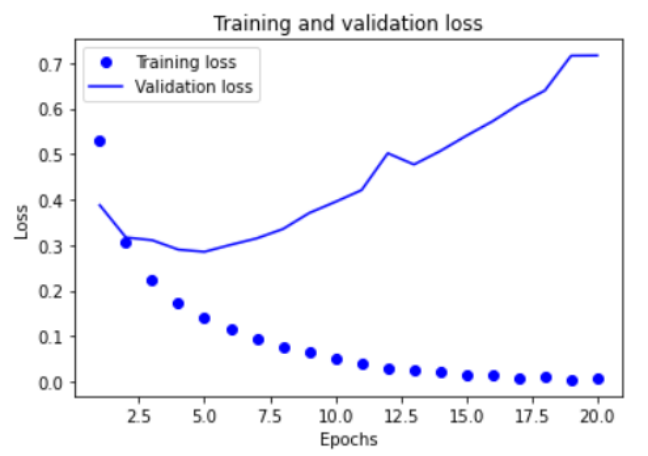 Training and validation loss
Training loss
Validation loss
Loss
0.7
0.6
0.5
0.4
0.3
0.2
0.1
0.0
2.5 5.0 7.5 10.0 12.5 15.0 17.5 20.0
Epochs